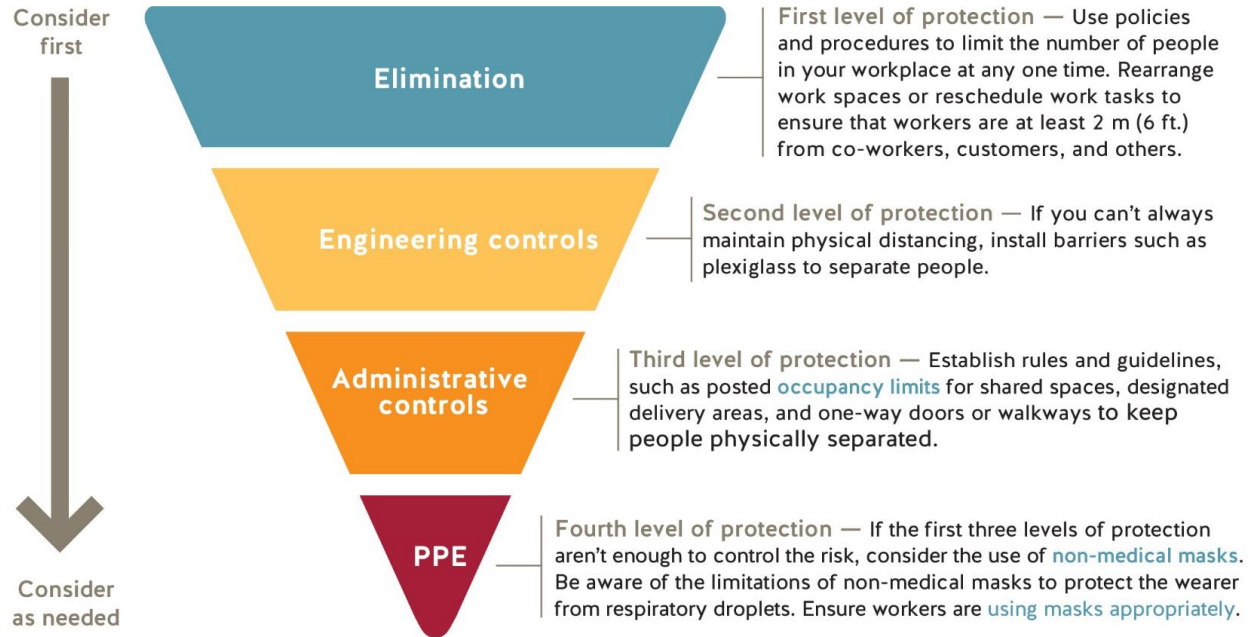 Consider
first
Elimination
First level of protection — Use policies
and procedures to limit the number of people
in your workplace at any one time. Rearrange
work spaces or reschedule work tasks to
ensure that workers are at least 2 m (6 ft.)
from co-workers, customers, and others.
Engineering controls
Second level of protection — If you can’t always
maintain physical distancing, install barriers such as
plexiglass to separate people.
Administrative
controls
Third level of protection — Establish rules and guidelines,
such as posted occupancy limits for shared spaces, designated
delivery areas, and one-way doors or walkways to keep
people physically separated.
PPE
Fourth level of protection — If the first three levels of protection
aren’t enough to control the risk, consider the use of non-medical masks.
Be aware of the limitations of non-medical masks to protect the wearer
from respiratory droplets. Ensure workers are using masks appropriately.
Consider
as needed